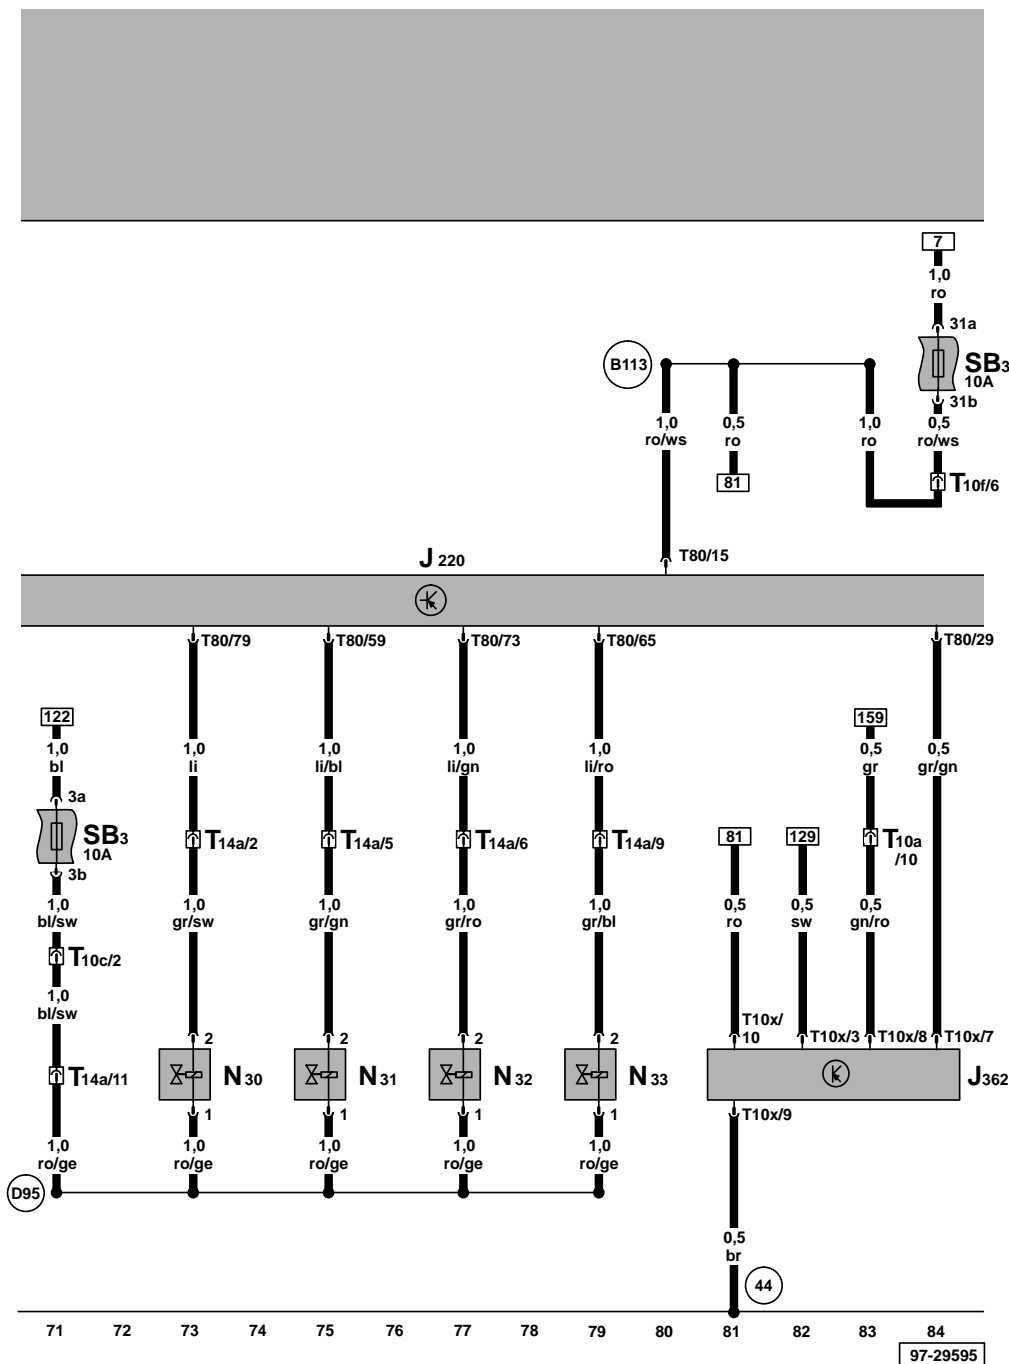 7
1,0
ro
31a
SB3
10A
31b
B113
1,0
ro/ws
0,5
ro
1,0
ro
0,5
ro/ws
81
T10f/6
J 220
T80/15
T80/79
T80/59
T80/73
T80/65
T80/29
122
159
1,0
bl
1,0
li
1,0
li/bl
1,0
li/gn
1,0
li/ro
0,5
gr
0,5
gr/gn
3a
SB3
10A
3b
T14a/2
T14a/5
T14a/6
T14a/9
81
129
T10a
/10
1,0
bl/sw
1,0
gr/sw
1,0
gr/gn
1,0
gr/ro
1,0
gr/bl
0,5
ro
0,5
sw
0,5
gn/ro
T10c/2
1,0
bl/sw
2
2
2
2
T10x/
10
T10x/3
T10x/8
T10x/7
T14a/11
N 30
N 31
N 32
N 33
J362
1
1
1
1
T10x/9
1,0
ro/ge
1,0
ro/ge
1,0
ro/ge
1,0
ro/ge
1,0
ro/ge
D95
0,5
br
44
71 72 73 74 75 76 77 78 79 80 81 82 83 84
97-29595